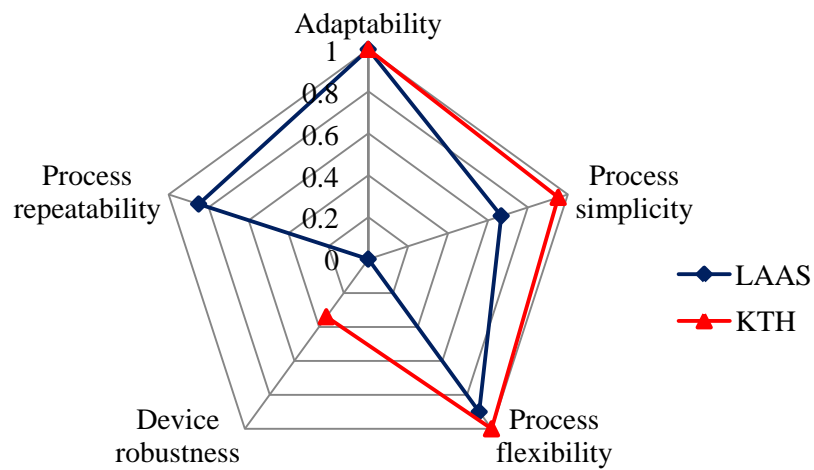 Adaptability
1
0.8
0.6
0.4
0.2
0
Process
repeatability
Process
simplicity
LAAS
KTH
Device
robustness
Process
flexibility